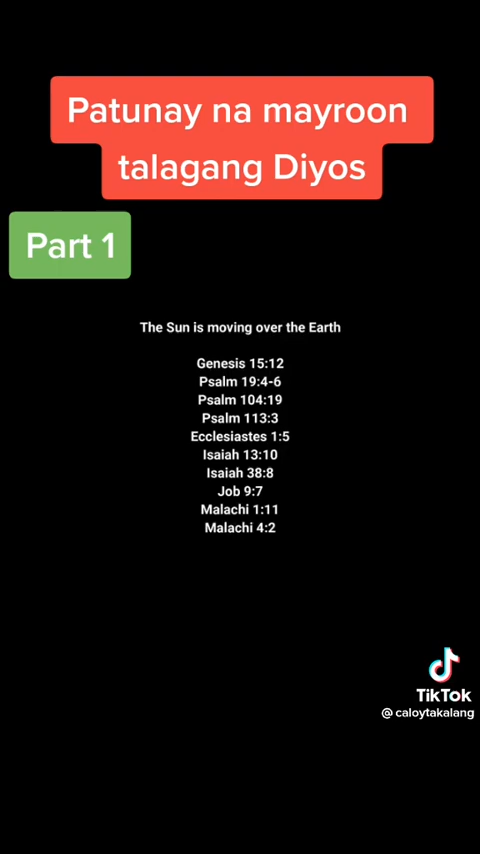 Patunay na mayroon
talagang Diyos
Part 1
The Sun is moving over the Earth
Genesis 15:12
Psalm 19:4-6
Psalm 104:19
Psalm 113:3
Ecclesiastes 1:5
Isaiah 13:10
Isaiah 38:8
Job 9:7
Malachi 1:11
Malachi 4:2
TikTok
@ caloytakalang